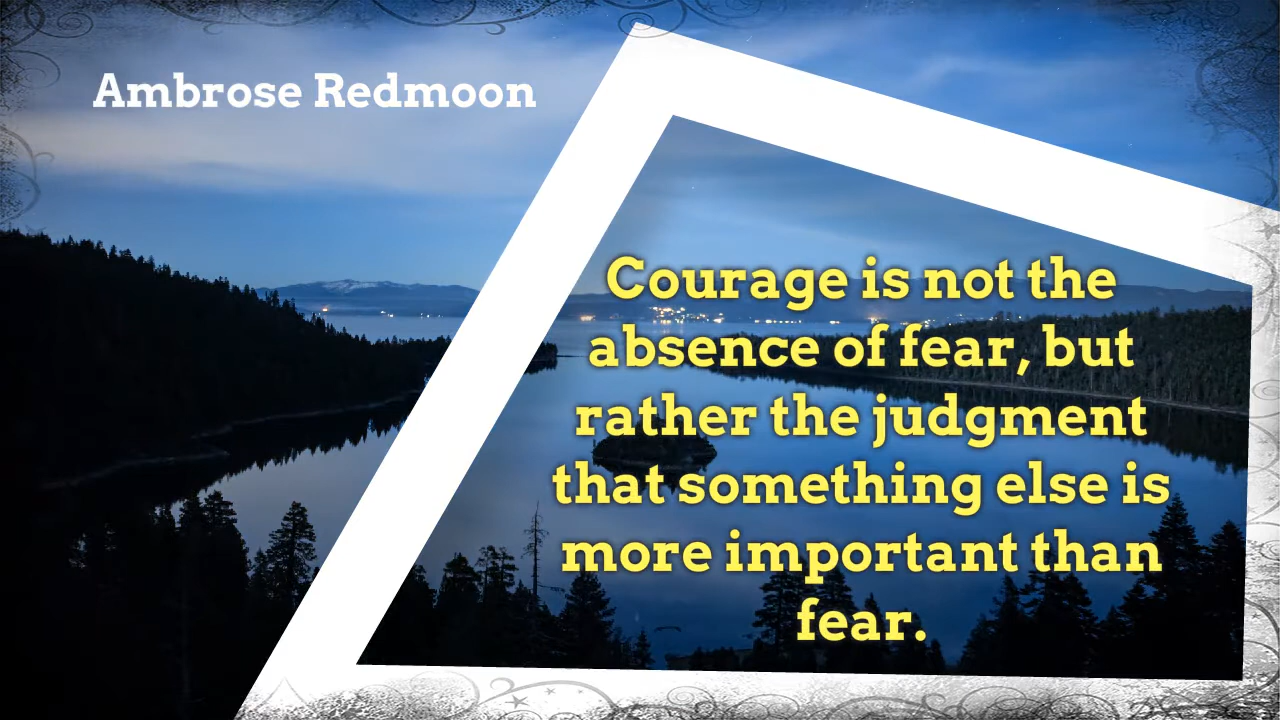 Ambrose Redmoon
Courage is not the
absence of fear, but
rather the judgment
that something else is
more important than
fear.